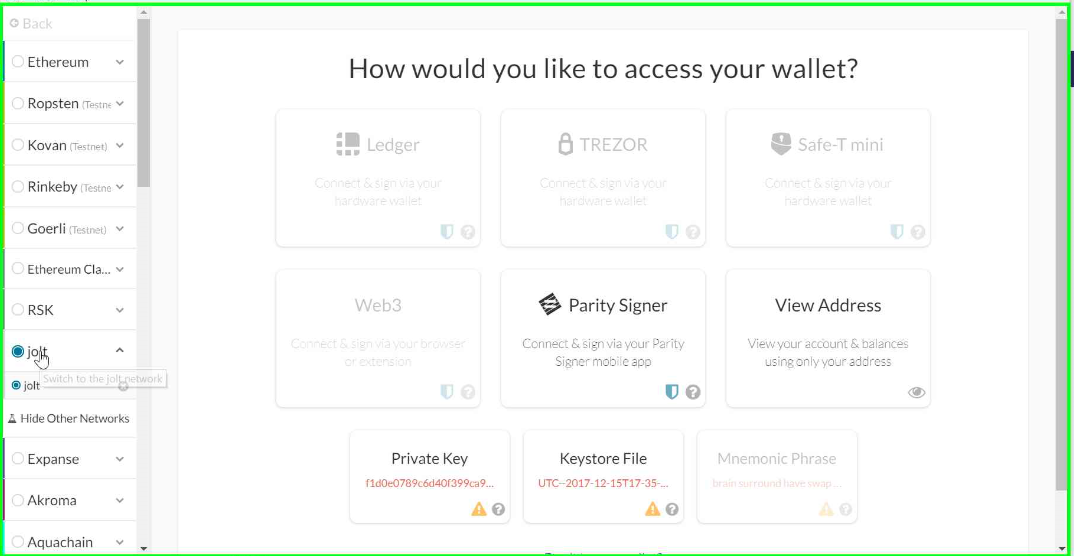 Back
Ethereum
Ropsten (Testne
Kovan (Testnet)
Rinkeby (Testne
Goerli (Testnet)
Ethereum Cla...
RSK
jolt
Switch to the jolt network
jolt
Hide Other Networks
Expanse
Akroma
Aquachain
How would you like to access your wallet?
Ledger
Connect & sign via your
hardware wallet
TREZOR
Connect & sign via your
hardware wallet
Safe-T mini
Connect & sign via your
hardware wallet
Web3
Connect & sign via your browser
or extension
Parity Signer
Connect & sign via your Parity
Signer mobile app
View Address
View your account & balances
using only your address
Private Key
f1d0e0789c6d40f399ca9...
Keystore File
UTC--2017-12-15T17-35-...
Mnemonic Phrase
brain surround have swap ...